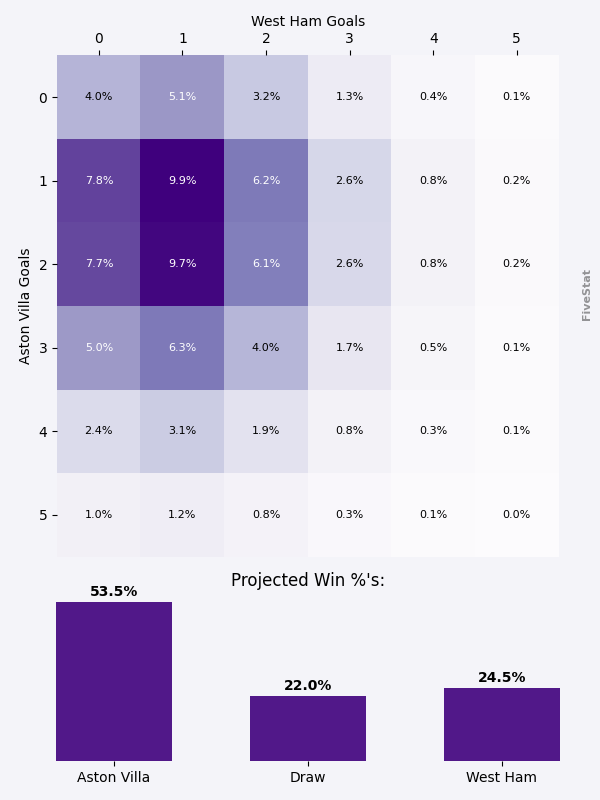 West Ham Goals
0 1 2 3 4 5
0 4.0% 5.1% 3.2% 1.3% 0.4% 0.1%
1 7.8% 9.9% 6.2% 2.6% 0.8% 0.2%
2 7.7% 9.7% 6.1% 2.6% 0.8% 0.2%
3 5.0% 6.3% 4.0% 1.7% 0.5% 0.1%
4 2.4% 3.1% 1.9% 0.8% 0.3% 0.1%
5 1.0% 1.2% 0.8% 0.3% 0.1% 0.0%
Aston Villa Goals
FiveStat
Projected Win %'s:
53.5% 22.0% 24.5%
Aston Villa Draw West Ham